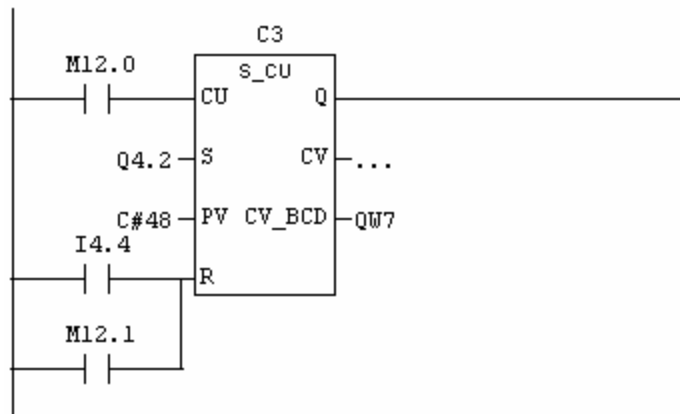 C3
M12.0
S_CU
CU Q
Q4.2 S CV ...
C#48 PV CV_BCD QW7
I4.4
R
M12.1